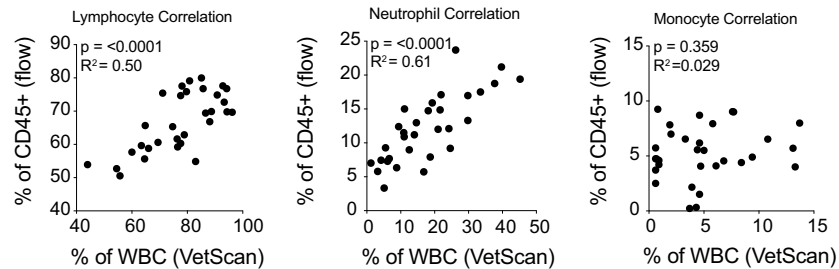 Lymphocyte Correlation
p = <0.0001
R² = 0.50
% of CD45+ (flow)
90
80
70
60
50
40
40
60
80
100
% of WBC (VetScan)
Neutrophil Correlation
p = <0.0001
R² = 0.61
% of CD45+ (flow)
25
20
15
10
5
0
0
10
20
30
40
50
% of WBC (VetScan)
Monocyte Correlation
p = 0.359
R²=0.029
% of CD45+ (flow)
15
10
5
0
0
5
10
15
% of WBC (VetScan)